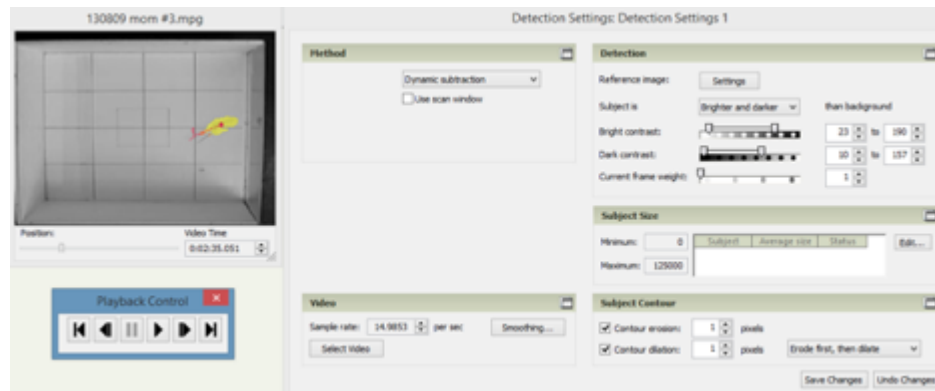 130809 mom #3.mpg
Detection Settings: Detection Settings 1
Position:
Video Time
0:02:35.051
Playback Control
Method
Dynamic subtraction
Use scan window
Video
Sample rate: 14.9853 per sec Smoothing...
Select Video
Detection
Reference image: Settings
Subject is Brighter and darker than background
Bright contrast: 23 to 190
Dark contrast: 10 to 157
Current frame weight: 1
Subject Size
Minimum: 0 Subject Average size Status Edit...
Maximum: 125000
Subject Contour
Contour erosion: 1 pixels
Contour dilation: 1 pixels Erode first, then dilate
Save Changes Undo Changes